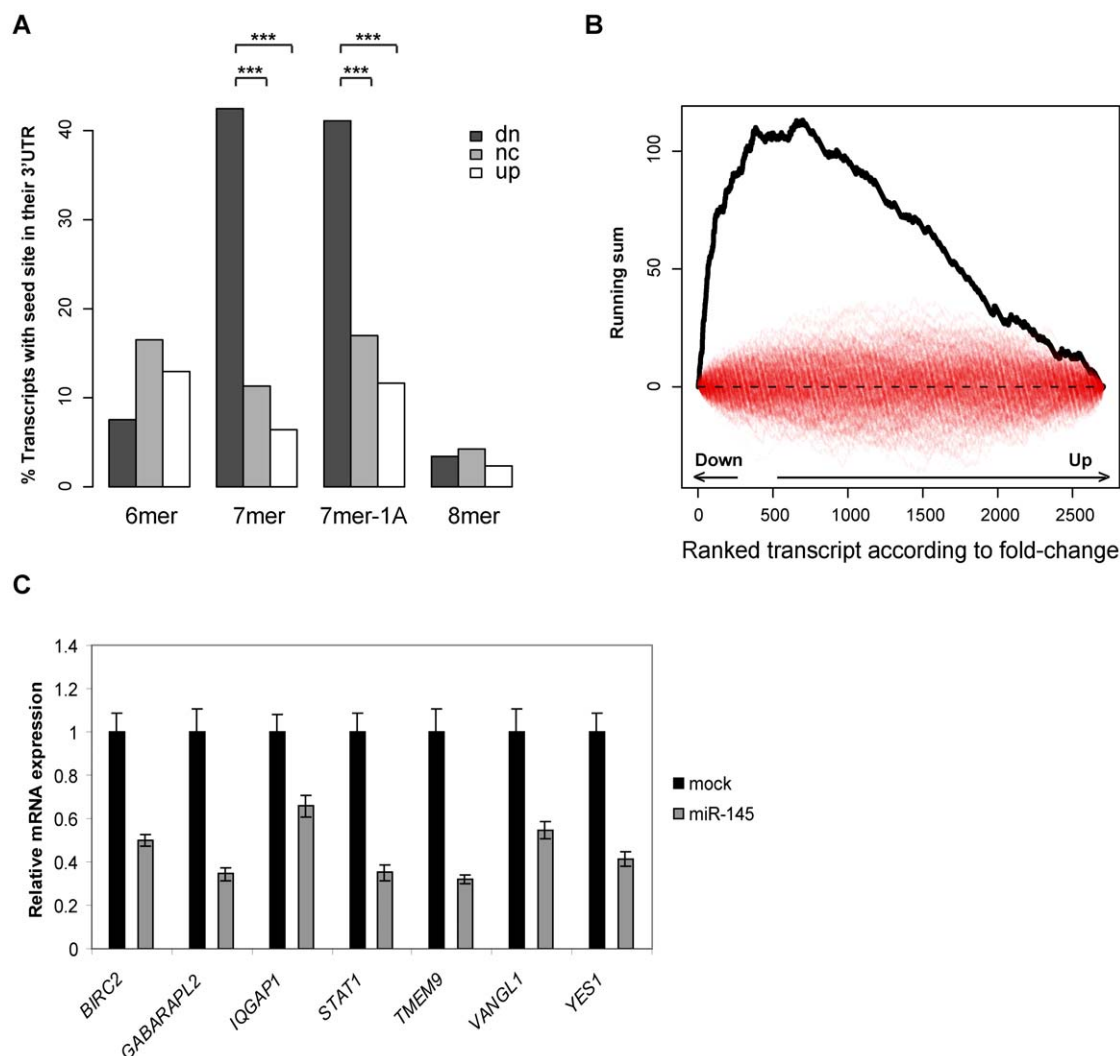 A
***
***
***
***
% Transcripts with seed site in their 3'UTR
40
30
20
10
0
dn
nc
up
6mer
7mer
7mer-1A
8mer
B
Running sum
100
50
0
Down
Up
0
500
1000
1500
2000
2500
Ranked transcript according to fold-change
C
Relative mRNA expression
1.4
1.2
1
0.8
0.6
0.4
0.2
0
mock
miR-145
BIRC2
GABARAPL2
IQGAP1
STAT1
TMEM9
VANGL1
YES1